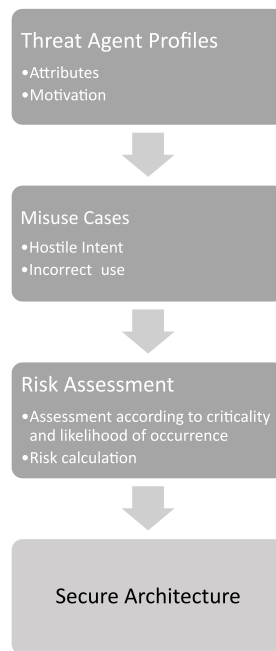 Threat Agent Profiles
•Attributes
•Motivation
Misuse Cases
•Hostile Intent
•Incorrect use
Risk Assessment
•Assessment according to criticality
and likelihood of occurrence
•Risk calculation
Secure Architecture